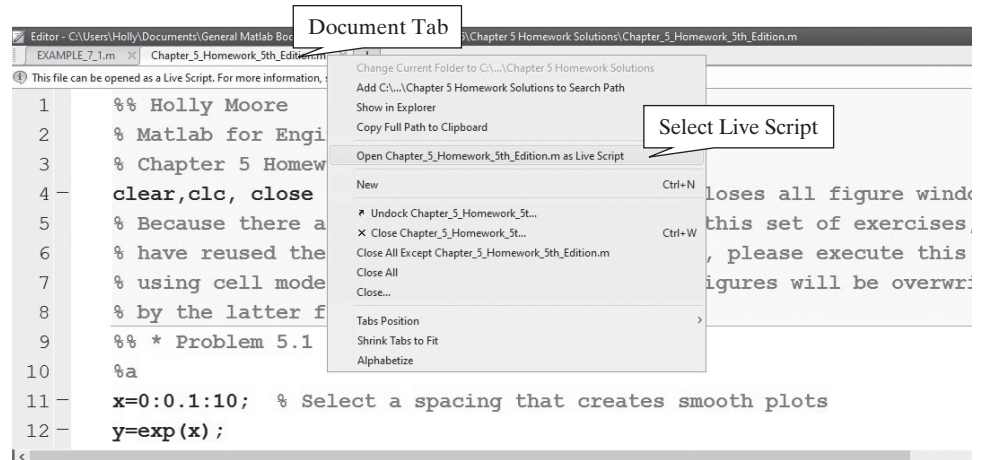 Document Tab
Editor - C:\Users\Holly\Documents\General Matlab 5\Chapter 5 Homework Solutions\Chapter_5_Homework_5th_Edition.m
EXAMPLE_7_1.m × Chapter_5_Homework_5th_Edition.m × +
This file can be opened as a Live Script. For more information,
Change Current Folder to C:\...\Chapter 5 Homework Solutions
Add C:\...\Chapter 5 Homework Solutions to Search Path
Show in Explorer
Copy Full Path to Clipboard
Select Live Script
Open Chapter_5_Homework_5th_Edition.m as Live Script
New Ctrl+N
Undock Chapter_5_Homework_5t...
Close Chapter_5_Homework_5t... Ctrl+W
Close All Except Chapter_5_Homework_5th_Edition.m
Close All
Close...
Tabs Position >
Shrink Tabs to Fit
Alphabetize
1 %% Holly Moore
2 % Matlab for Engi
3 % Chapter 5 Homew
4 – clear,clc, close loses all figure windo
5 % Because there a this set of exercises,
6 % have reused the , please execute this
7 % using cell mode igures will be overwri
8 % by the latter f
9 %% * Problem 5.1
10 %a
11 – x=0:0.1:10; % Select a spacing that creates smooth plots
12 – y=exp(x);